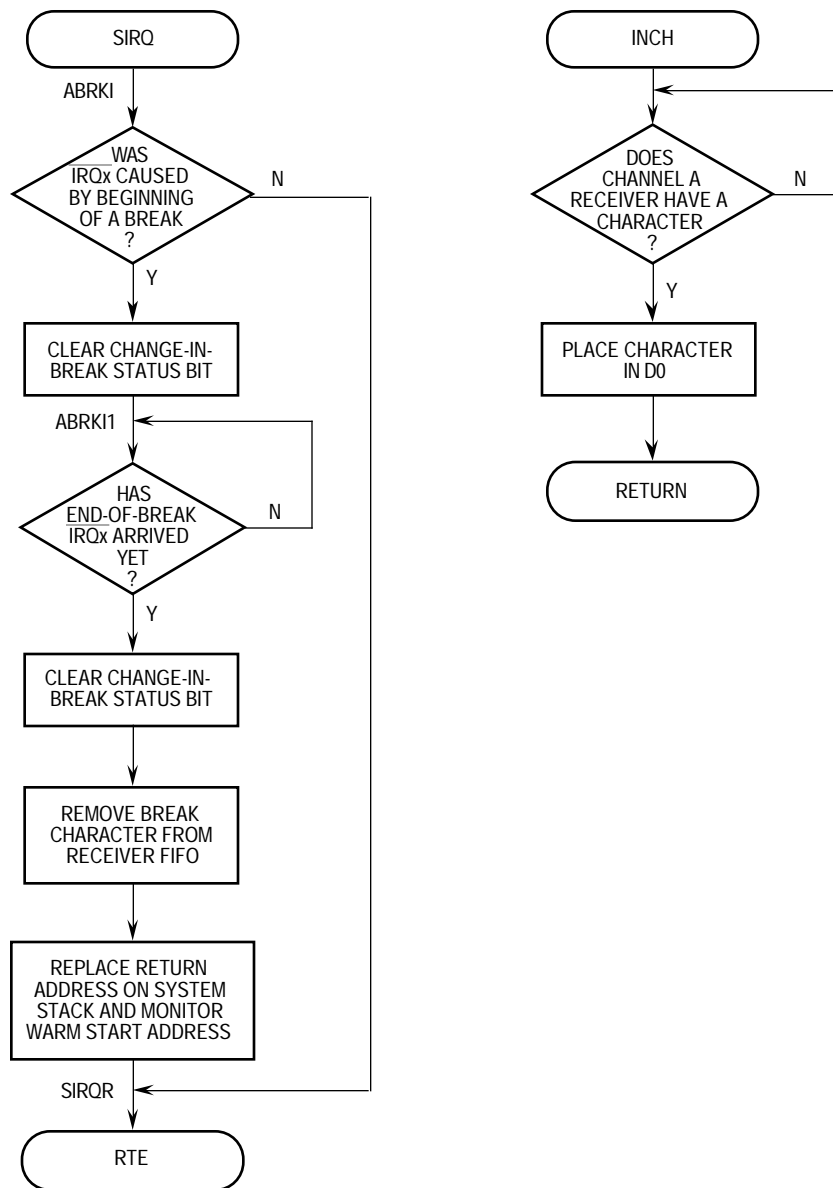 SIRQ
ABRKI
WAS
IRQx CAUSED
BY BEGINNING
OF A BREAK
?
N
Y
CLEAR CHANGE-IN-
BREAK STATUS BIT
ABRKI1
HAS
END-OF-BREAK
IRQx ARRIVED
YET
?
N
Y
CLEAR CHANGE-IN-
BREAK STATUS BIT
REMOVE BREAK
CHARACTER FROM
RECEIVER FIFO
REPLACE RETURN
ADDRESS ON SYSTEM
STACK AND MONITOR
WARM START ADDRESS
SIRQR
RTE
INCH
DOES
CHANNEL A
RECEIVER HAVE A
CHARACTER
?
N
Y
PLACE CHARACTER
IN D0
RETURN